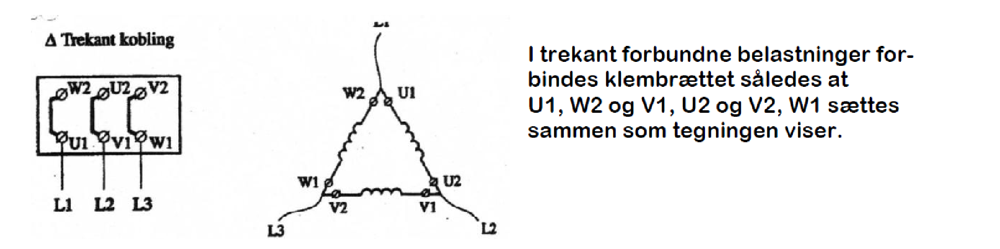 Δ Trekant kobling
W2 U2 V2
U1 V1 W1
L1 L2 L3
L1
W2 U1
W1 U2
V2 V1
L3 L2
I trekant forbundne belastninger for-
bindes klembrættet således at
U1, W2 og V1, U2 og V2, W1 sættes
sammen som tegningen viser.